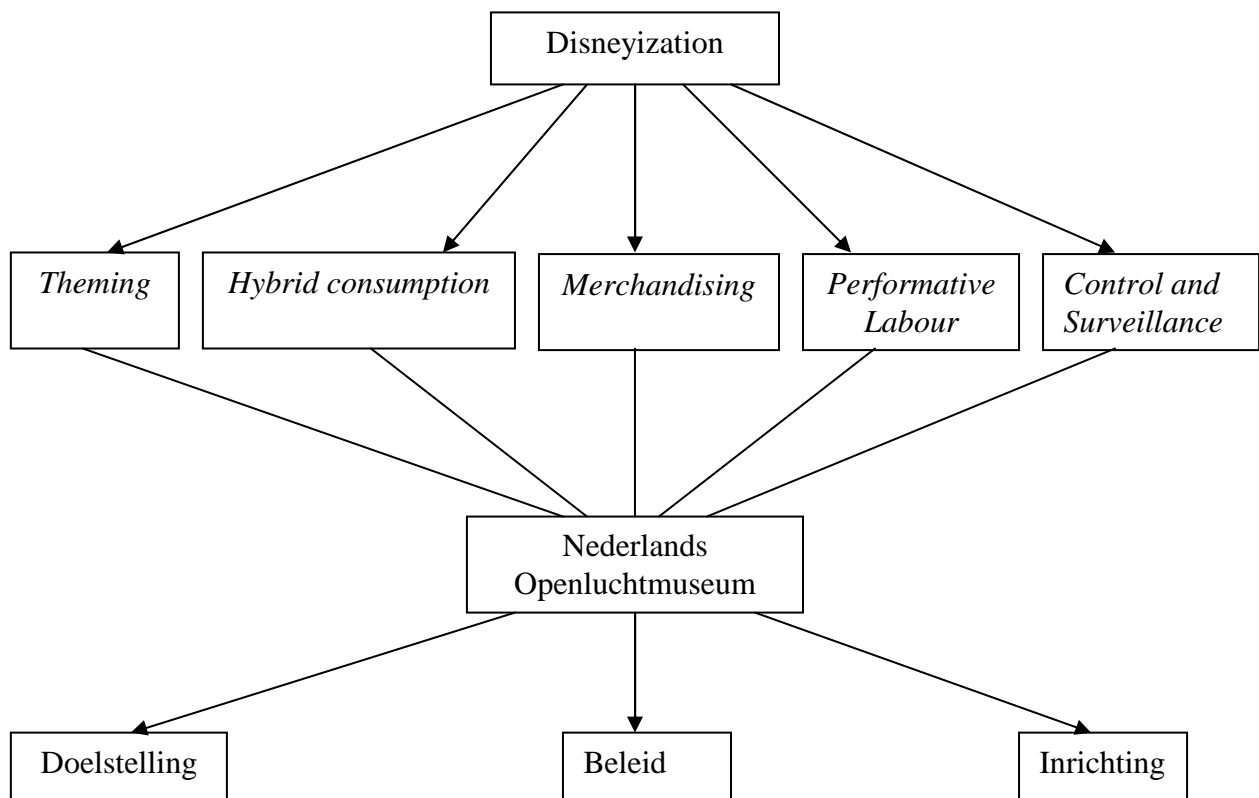 Disneyization
Theming
Hybrid consumption
Merchandising
Performative
Labour
Control and
Surveillance
Nederlands
Openluchtmuseum
Doelstelling
Beleid
Inrichting